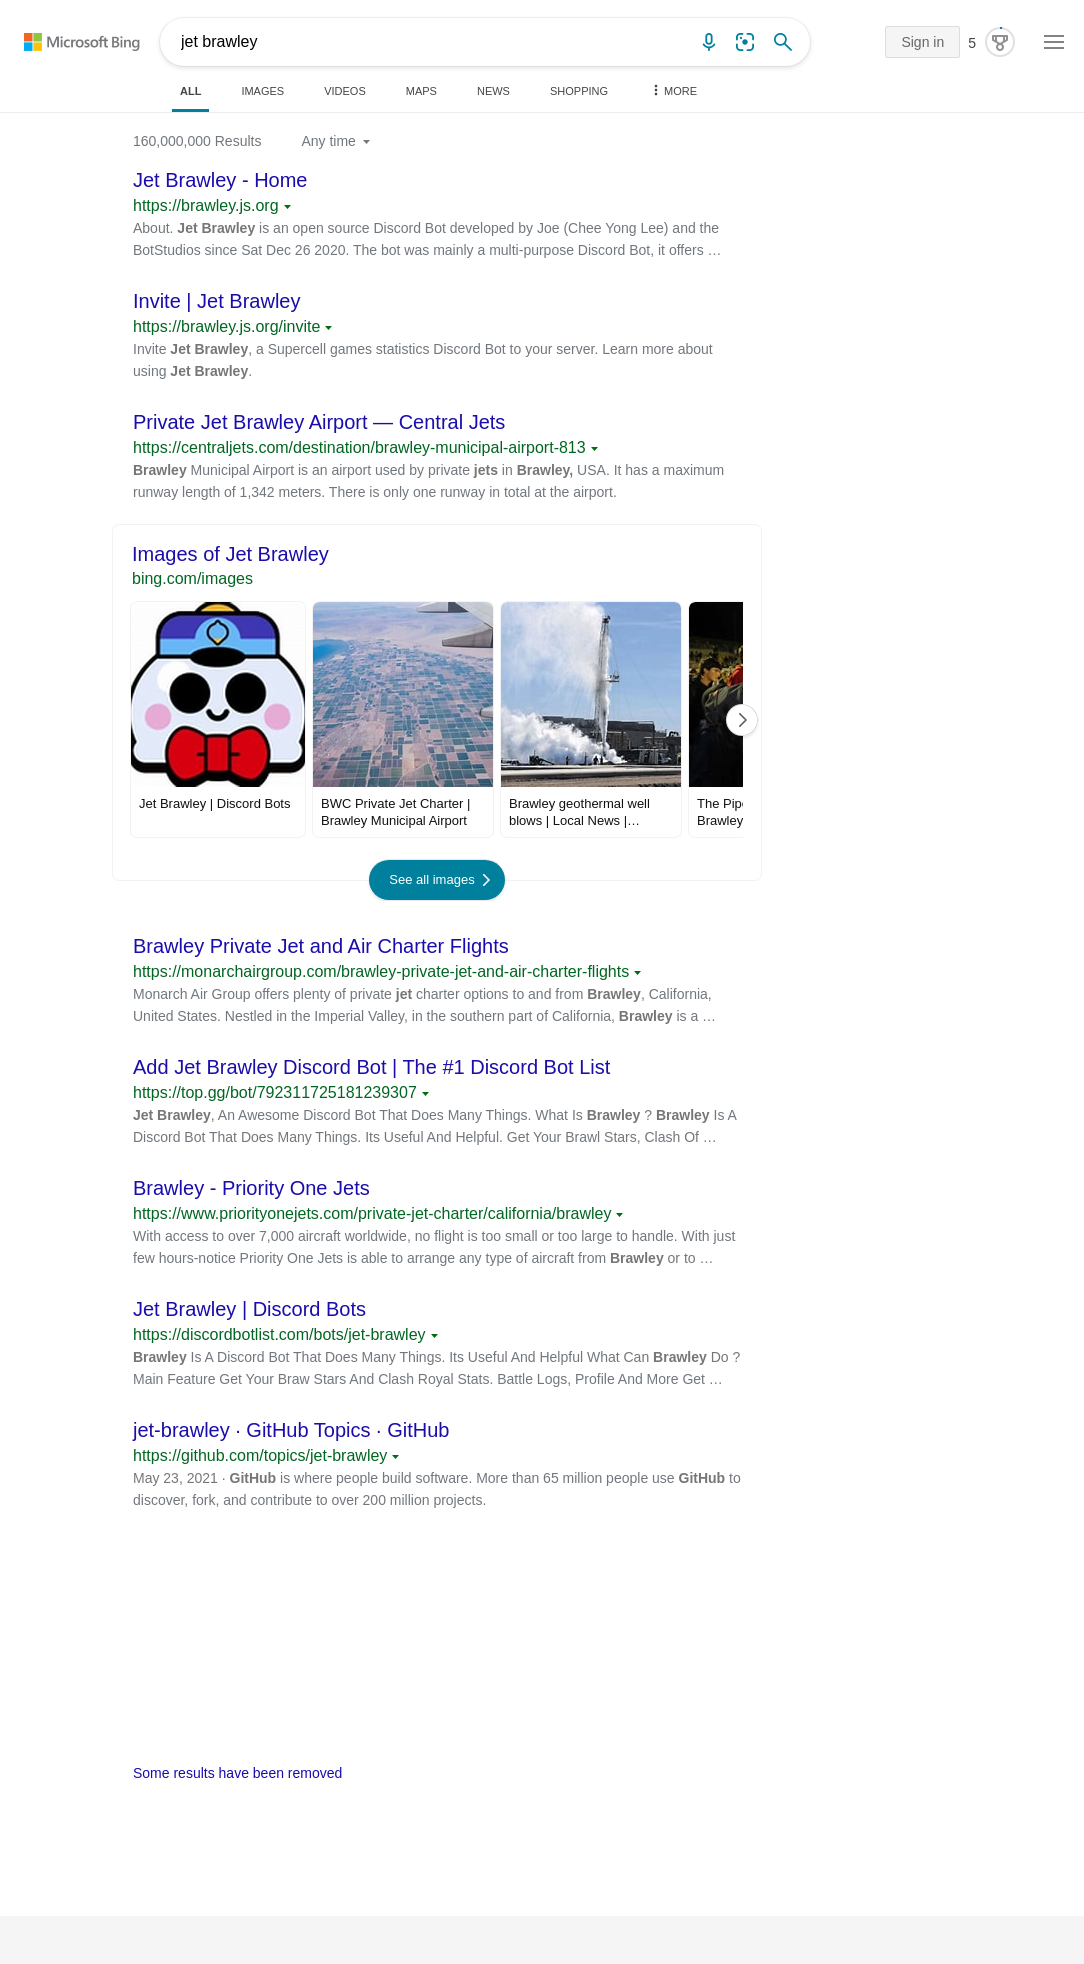 Microsoft Bing
jet brawley
Sign in
5
ALL
IMAGES
VIDEOS
MAPS
NEWS
SHOPPING
MORE
160,000,000 Results
Any time
Jet Brawley - Home
https://brawley.js.org
About. Jet Brawley is an open source Discord Bot developed by Joe (Chee Yong Lee) and the
BotStudios since Sat Dec 26 2020. The bot was mainly a multi-purpose Discord Bot, it offers …
Invite | Jet Brawley
https://brawley.js.org/invite
Invite Jet Brawley, a Supercell games statistics Discord Bot to your server. Learn more about
using Jet Brawley.
Private Jet Brawley Airport — Central Jets
https://centraljets.com/destination/brawley-municipal-airport-813
Brawley Municipal Airport is an airport used by private jets in Brawley, USA. It has a maximum
runway length of 1,342 meters. There is only one runway in total at the airport.
Images of Jet Brawley
bing.com/images
Jet Brawley | Discord Bots
BWC Private Jet Charter |
Brawley Municipal Airport
Brawley geothermal well
blows | Local News |…
The Pip
Brawley
See all images
Brawley Private Jet and Air Charter Flights
https://monarchairgroup.com/brawley-private-jet-and-air-charter-flights
Monarch Air Group offers plenty of private jet charter options to and from Brawley, California,
United States. Nestled in the Imperial Valley, in the southern part of California, Brawley is a …
Add Jet Brawley Discord Bot | The #1 Discord Bot List
https://top.gg/bot/792311725181239307
Jet Brawley, An Awesome Discord Bot That Does Many Things. What Is Brawley ? Brawley Is A
Discord Bot That Does Many Things. Its Useful And Helpful. Get Your Brawl Stars, Clash Of …
Brawley - Priority One Jets
https://www.priorityonejets.com/private-jet-charter/california/brawley
With access to over 7,000 aircraft worldwide, no flight is too small or too large to handle. With just
few hours-notice Priority One Jets is able to arrange any type of aircraft from Brawley or to …
Jet Brawley | Discord Bots
https://discordbotlist.com/bots/jet-brawley
Brawley Is A Discord Bot That Does Many Things. Its Useful And Helpful What Can Brawley Do ?
Main Feature Get Your Braw Stars And Clash Royal Stats. Battle Logs, Profile And More Get …
jet-brawley · GitHub Topics · GitHub
https://github.com/topics/jet-brawley
May 23, 2021 · GitHub is where people build software. More than 65 million people use GitHub to
discover, fork, and contribute to over 200 million projects.
Some results have been removed